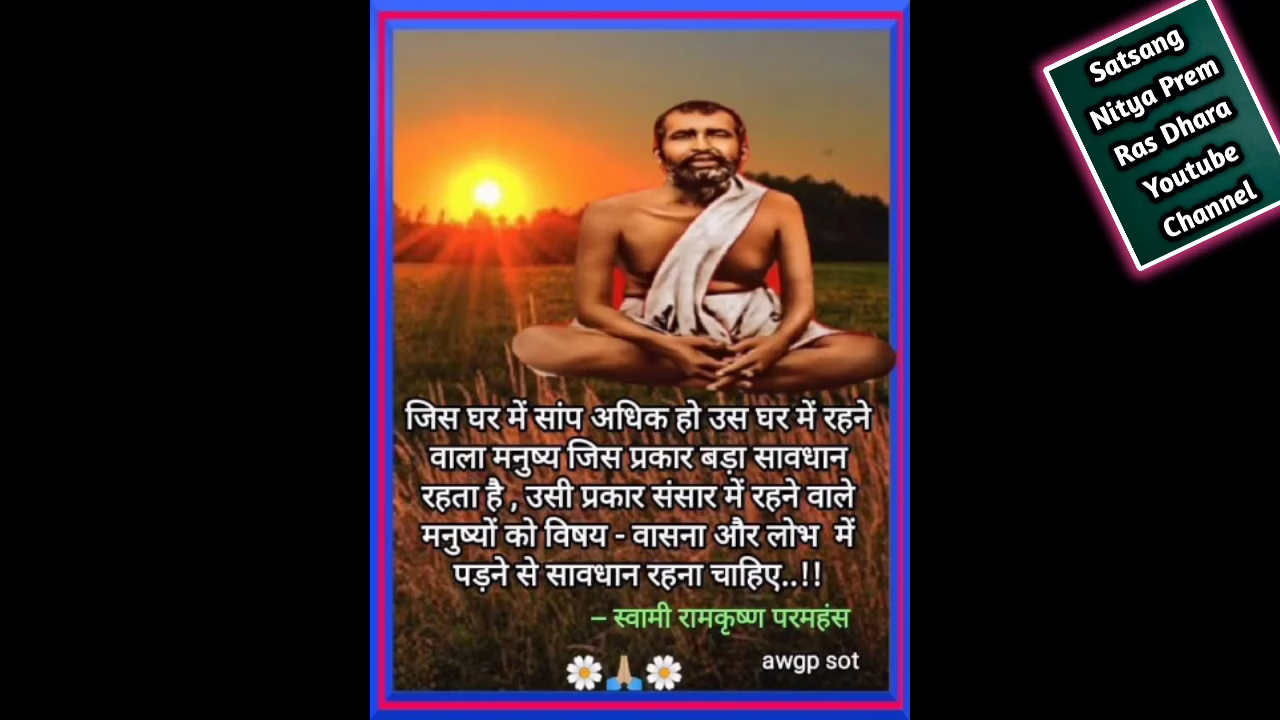 जिस घर में सांप अधिक हो उस घर में रहने
वाला मनुष्य जिस प्रकार बड़ा सावधान
रहता है , उसी प्रकार संसार में रहने वाले
मनुष्यों को विषय - वासना और लोभ में
पड़ने से सावधान रहना चाहिए..!!
– स्वामी रामकृष्ण परमहंस
awgp sot
Satsang
Nitya Prem
Ras Dhara
Youtube
Channel